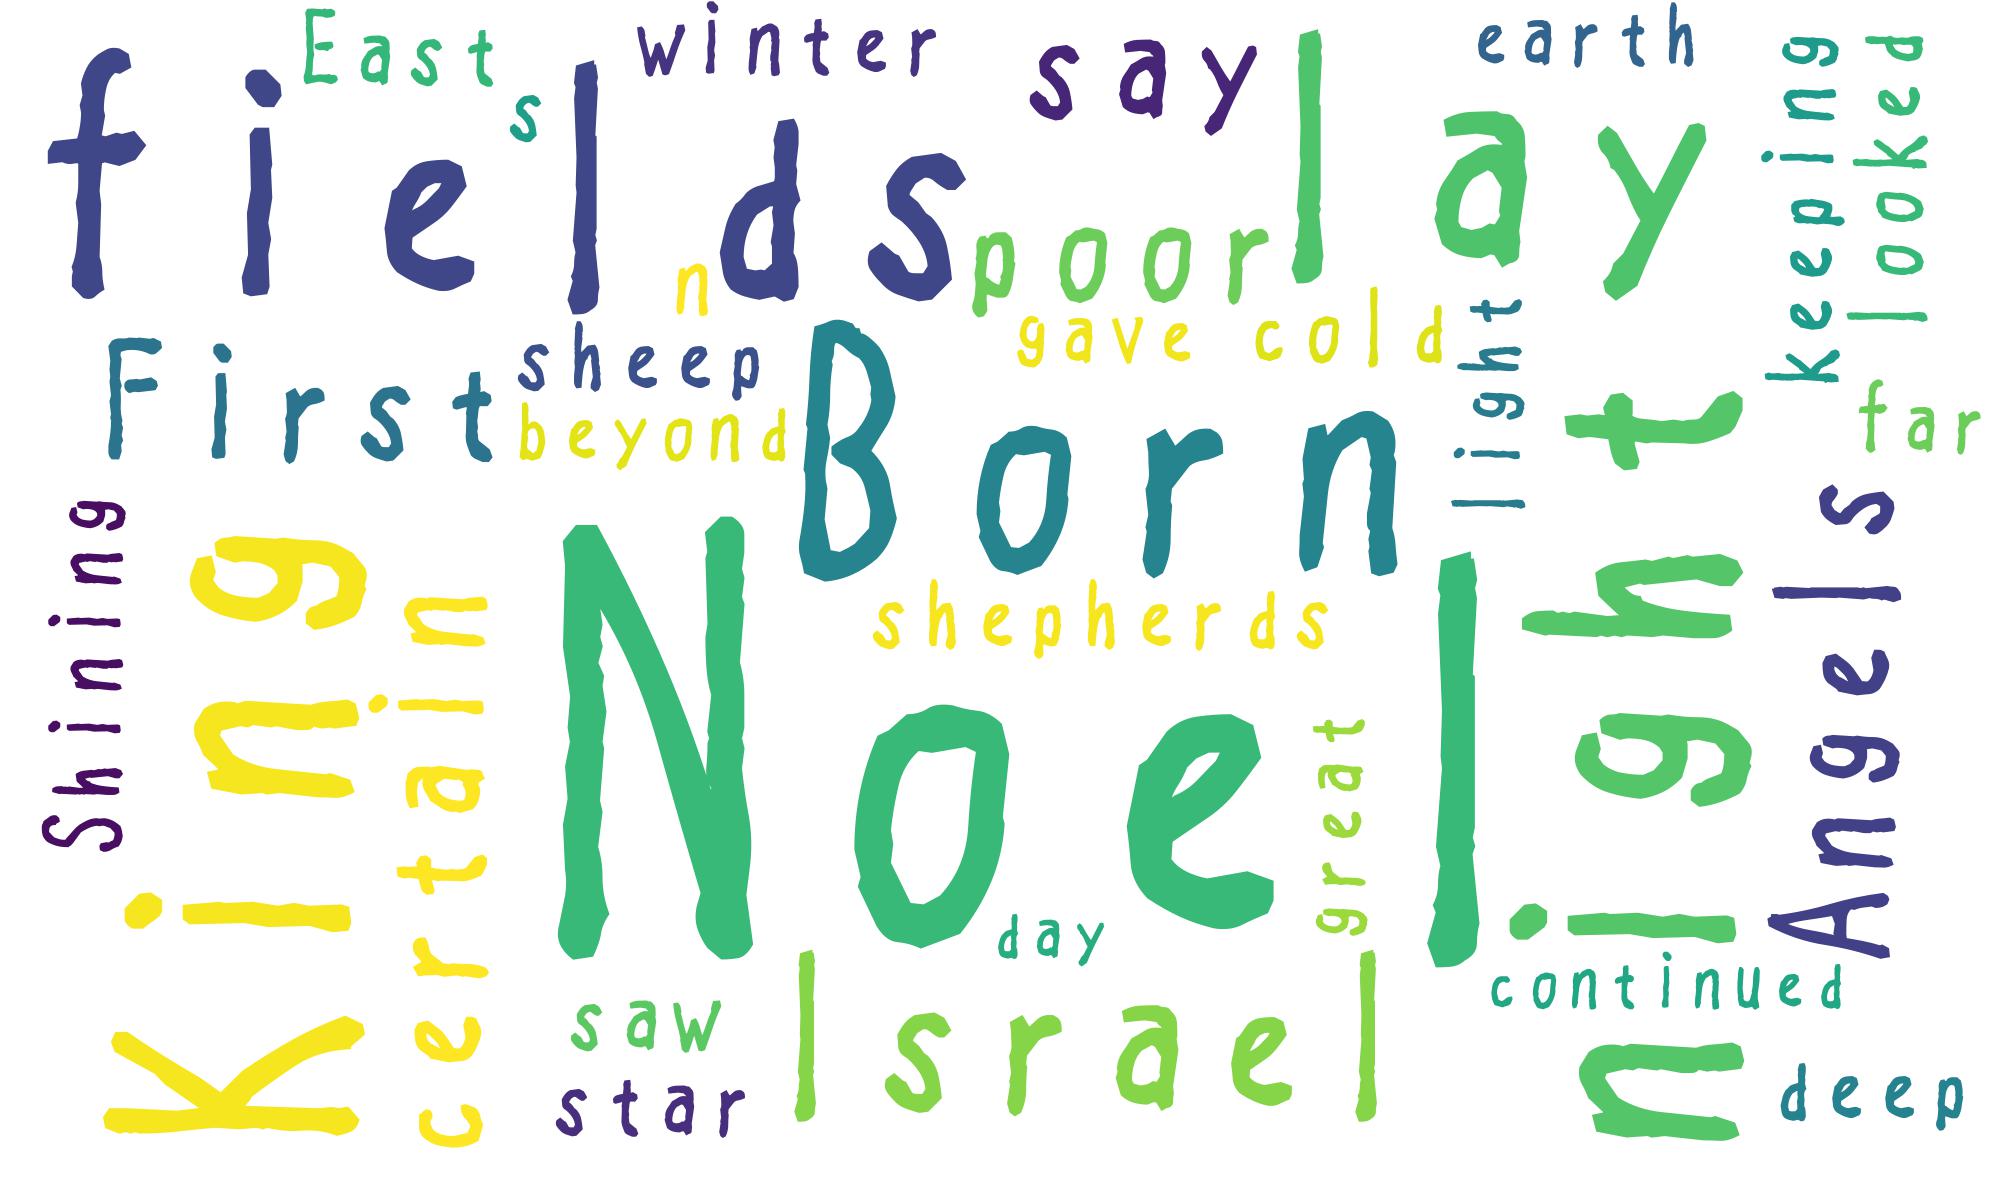 East
winter
say
earth
fields
s
lay
keeping
looked
poor
n
gave
cold
light
First
sheep
beyond
Born
far
night
Angels
Shining
King
certain
Noel
shepherds
great
day
continued
saw
Israel
star
deep